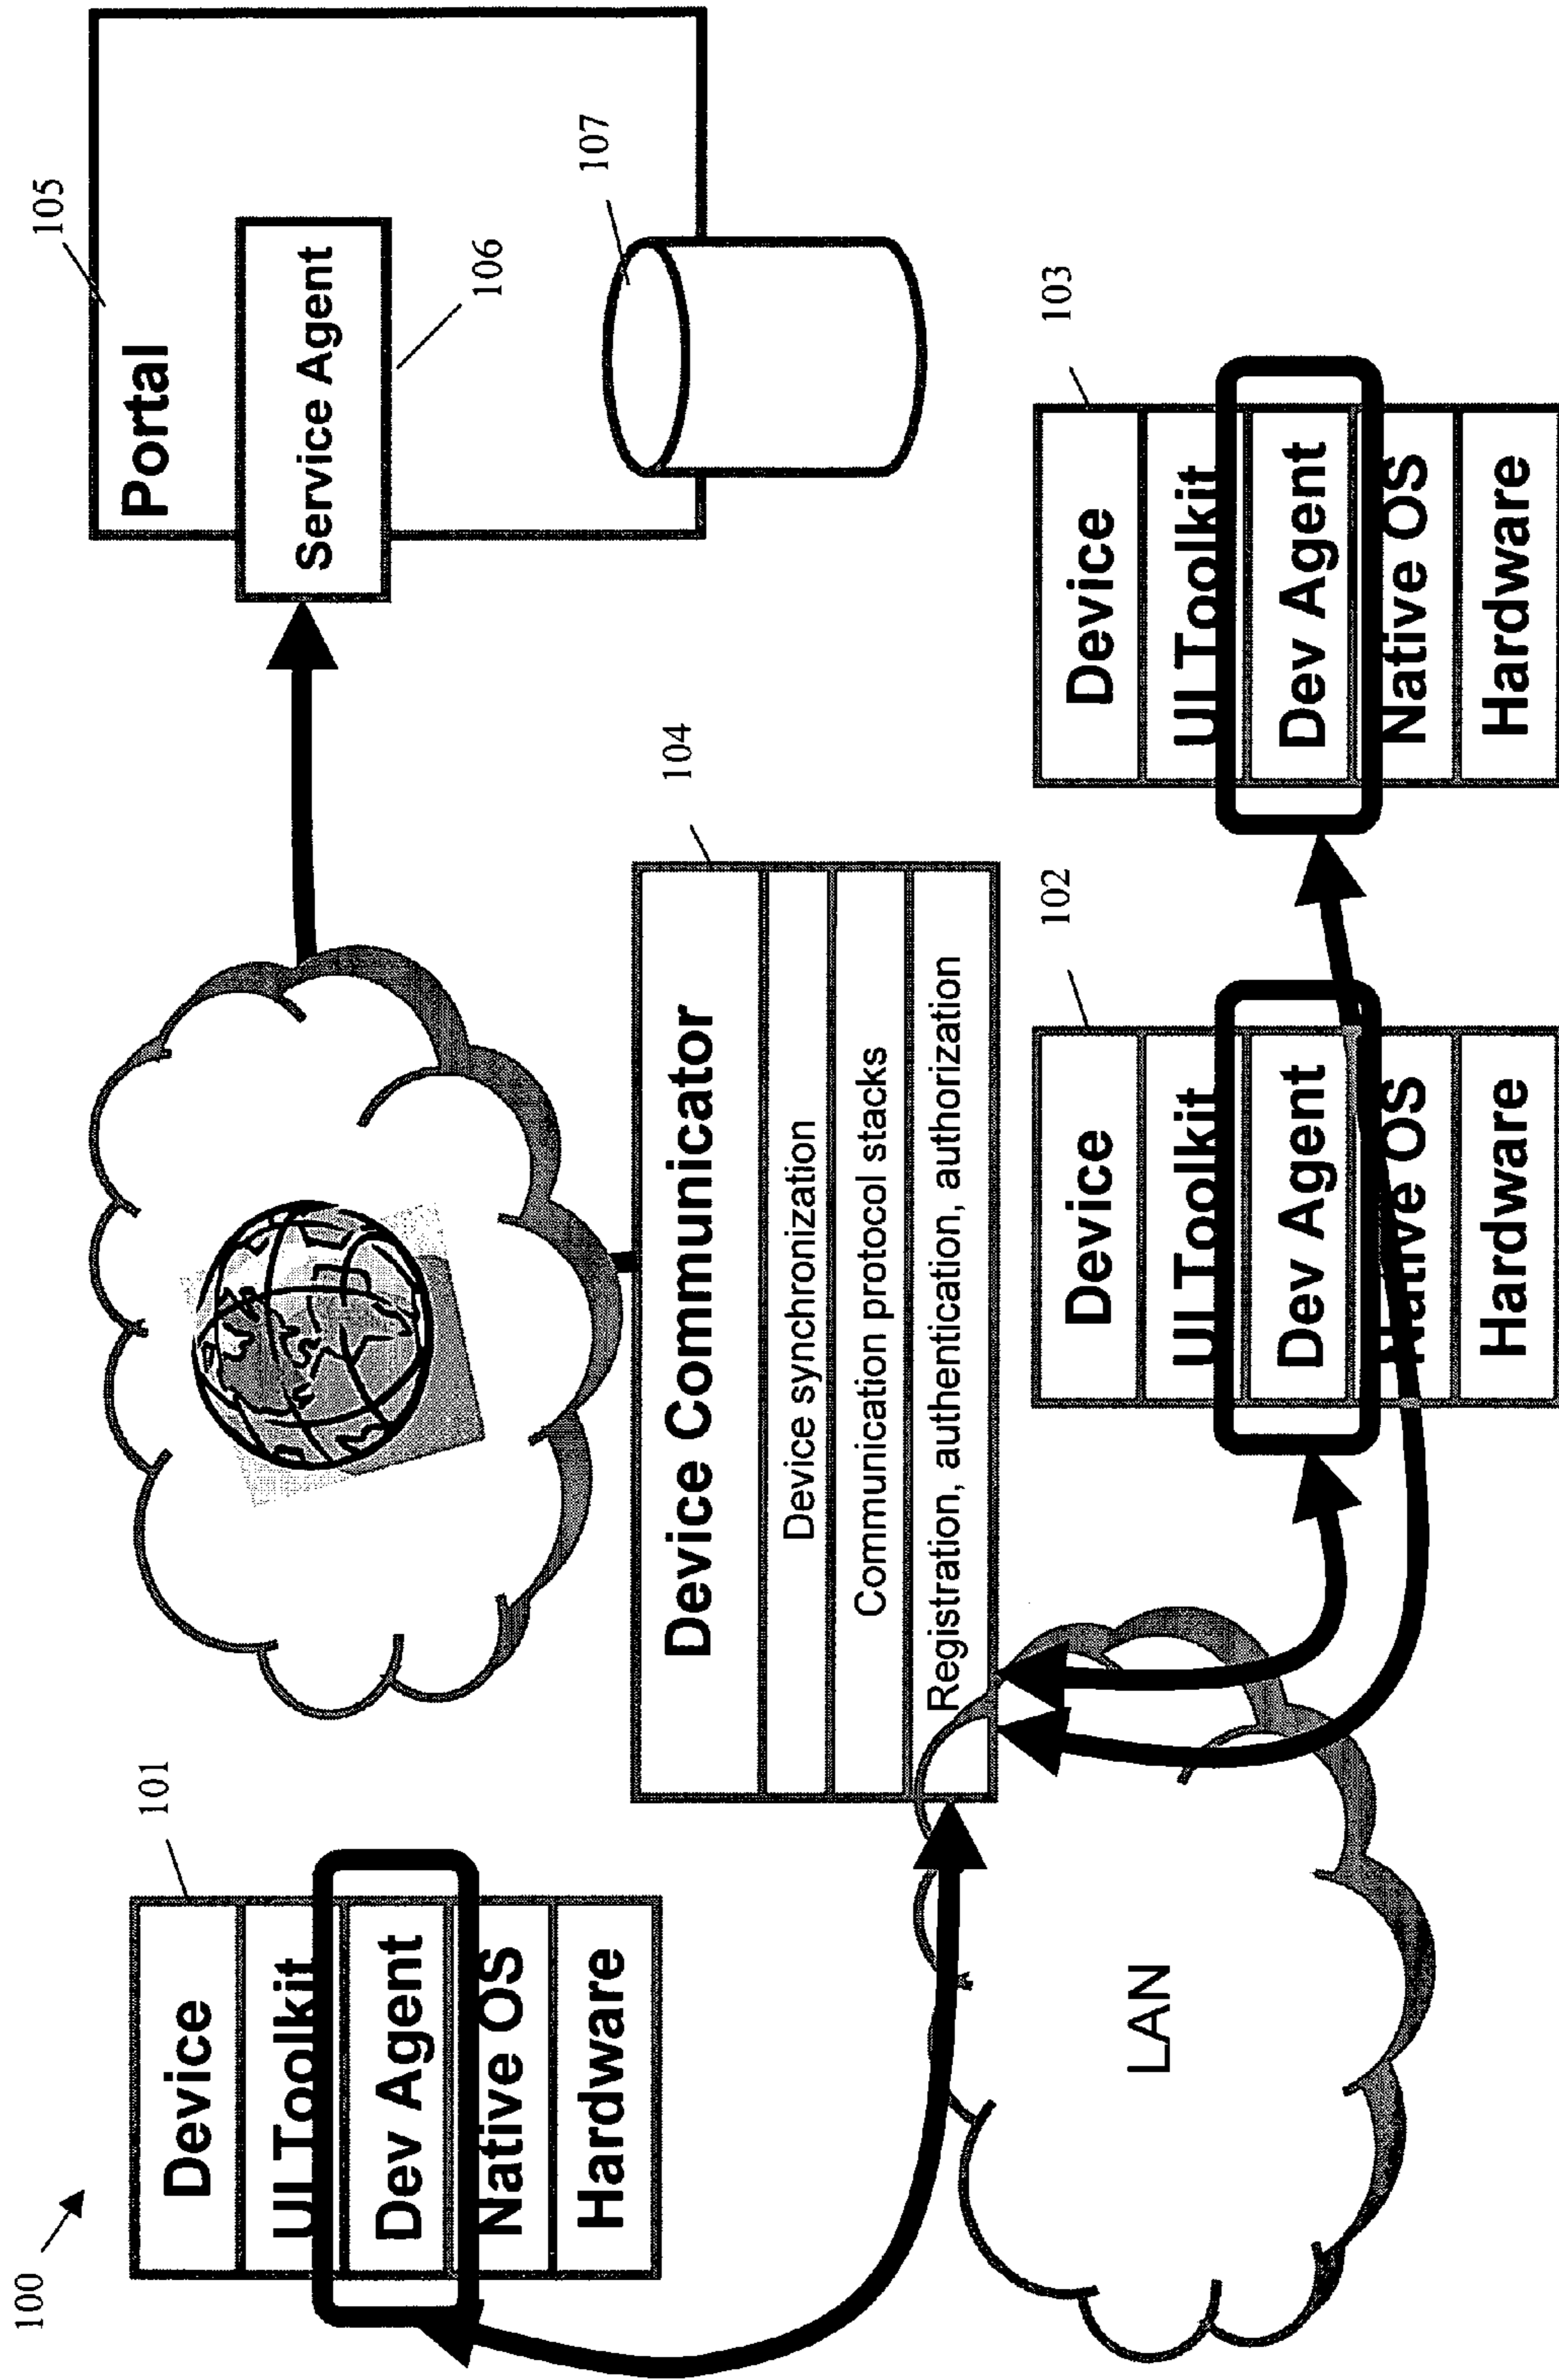 100
101
Device
UI Toolkit
Dev Agent
Native OS
Hardware
105
Portal
Service Agent
106
107
104
Device Communicator
Device synchronization
Communication protocol stacks
Registration, authentication, authorization
LAN
102
Device
UI Toolkit
Dev Agent
Native OS
Hardware
103
Device
UI Toolkit
Dev Agent
Native OS
Hardware